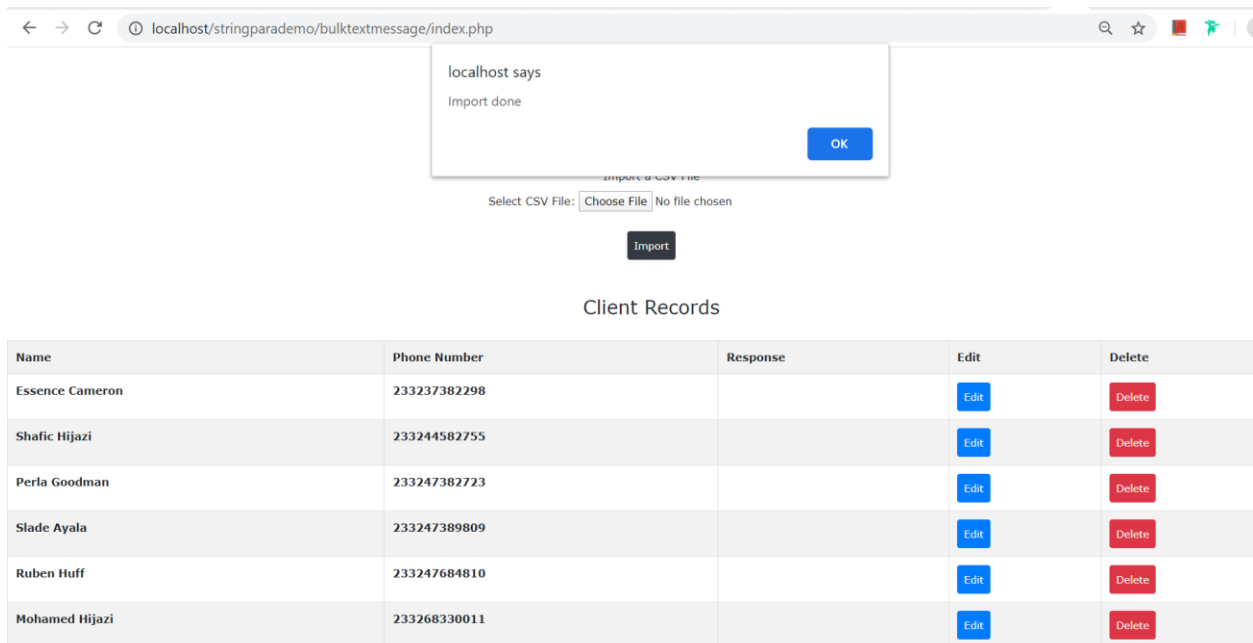 localhost/stringparademo/bulktextmessage/index.php
localhost says
Import done
OK
Import a CSV File
Select CSV File: Choose File No file chosen
Import
Client Records
Name Phone Number Response Edit Delete
Essence Cameron 233237382298 Edit Delete
Shafic Hijazi 233244582755 Edit Delete
Perla Goodman 233247382723 Edit Delete
Slade Ayala 233247389809 Edit Delete
Ruben Huff 233247684810 Edit Delete
Mohamed Hijazi 233268330011 Edit Delete